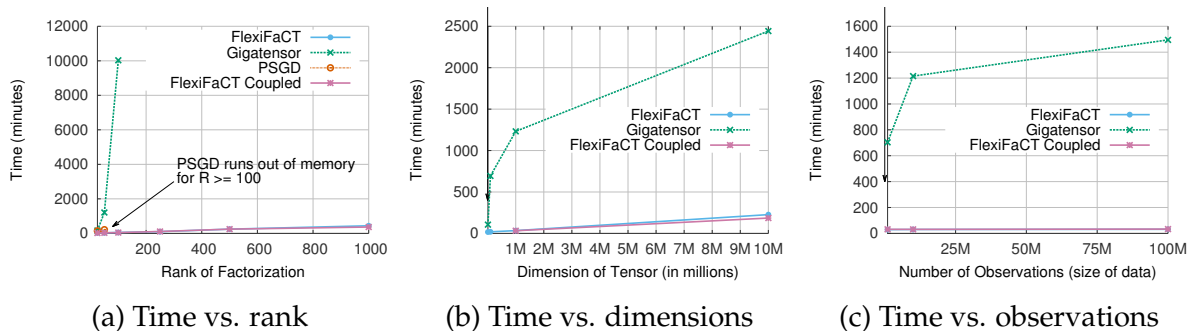 12000
10000
8000
6000
4000
2000
0
Time (minutes)
FlexiFaCT
Gigatensor
PSGD
FlexiFaCT Coupled
PSGD runs out of memory
for R >= 100
200 400 600 800 1000
Rank of Factorization
(a) Time vs. rank
2500
2000
1500
1000
500
0
Time (minutes)
FlexiFaCT
Gigatensor
FlexiFaCT Coupled
1M 2M 3M 4M 5M 6M 7M 8M 9M 10M
Dimension of Tensor (in millions)
(b) Time vs. dimensions
1600
1400
1200
1000
800
600
400
200
0
Time (minutes)
FlexiFaCT
Gigatensor
FlexiFaCT Coupled
25M 50M 75M 100M
Number of Observations (size of data)
(c) Time vs. observations